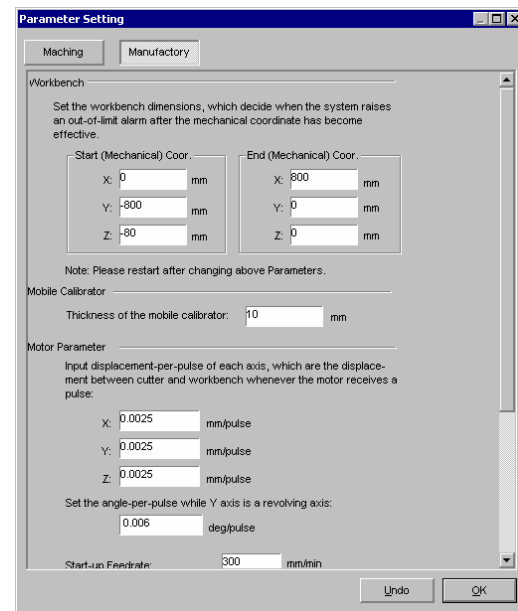 Parameter Setting
Maching Manufactory
Workbench
Set the workbench dimensions, which decide when the system raises
an out-of-limit alarm after the mechanical coordinate has become
effective.
Start (Mechanical) Coor. End (Mechanical) Coor.
X: 0 mm X: 800 mm
Y: -800 mm Y: 0 mm
Z: -80 mm Z: 0 mm
Note: Please restart after changing above Parameters.
Mobile Calibrator
Thickness of the mobile calibrator: 10 mm
Motor Parameter
Input displacement-per-pulse of each axis, which are the displace-
ment between cutter and workbench whenever the motor receives a
pulse:
X: 0.0025 mm/pulse
Y: 0.0025 mm/pulse
Z: 0.0025 mm/pulse
Set the angle-per-pulse while Y axis is a revolving axis:
0.006 deg/pulse
Start-up Feedrate: 300 mm/min
Undo OK